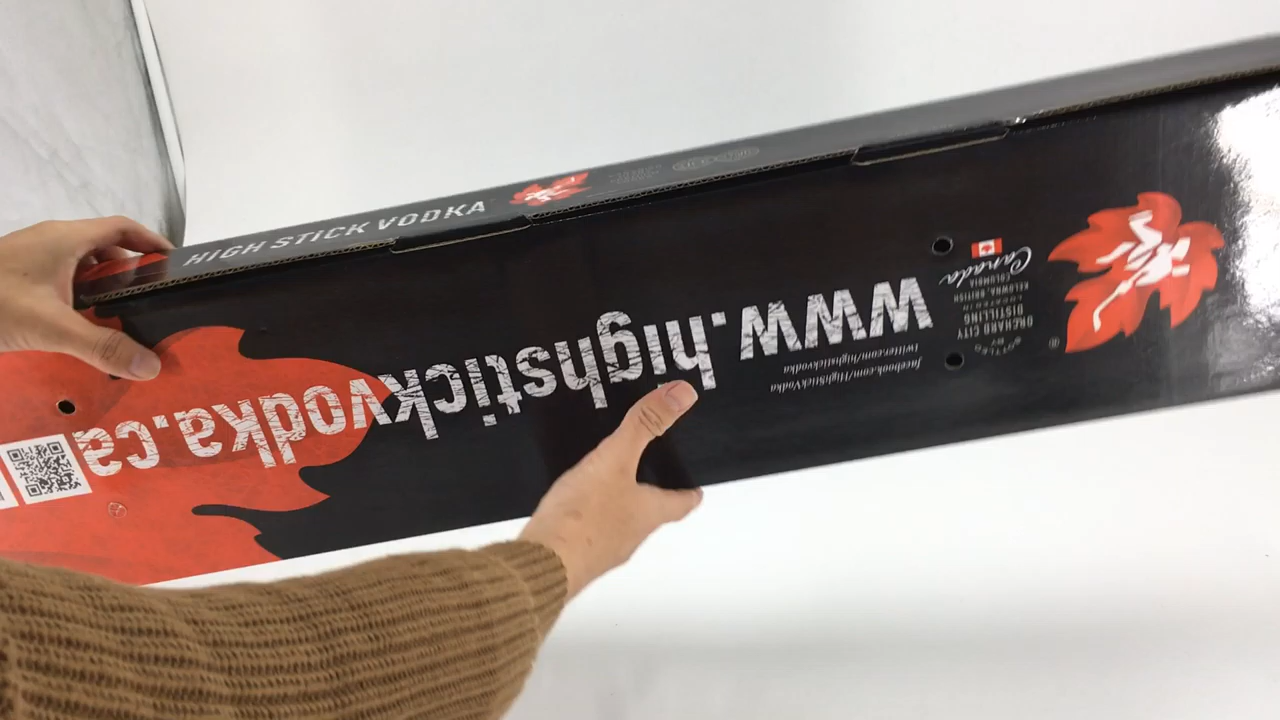 HIGH STICK VODKA
www.highstickvodka.ca
facebook.com/HighStickVodka
twitter.com/highstickvodka
BOTTLED BY
ORCHARD CITY
DISTILLING
LOCATED IN
KELOWNA, BRITISH
COLUMBIA
Canada
®